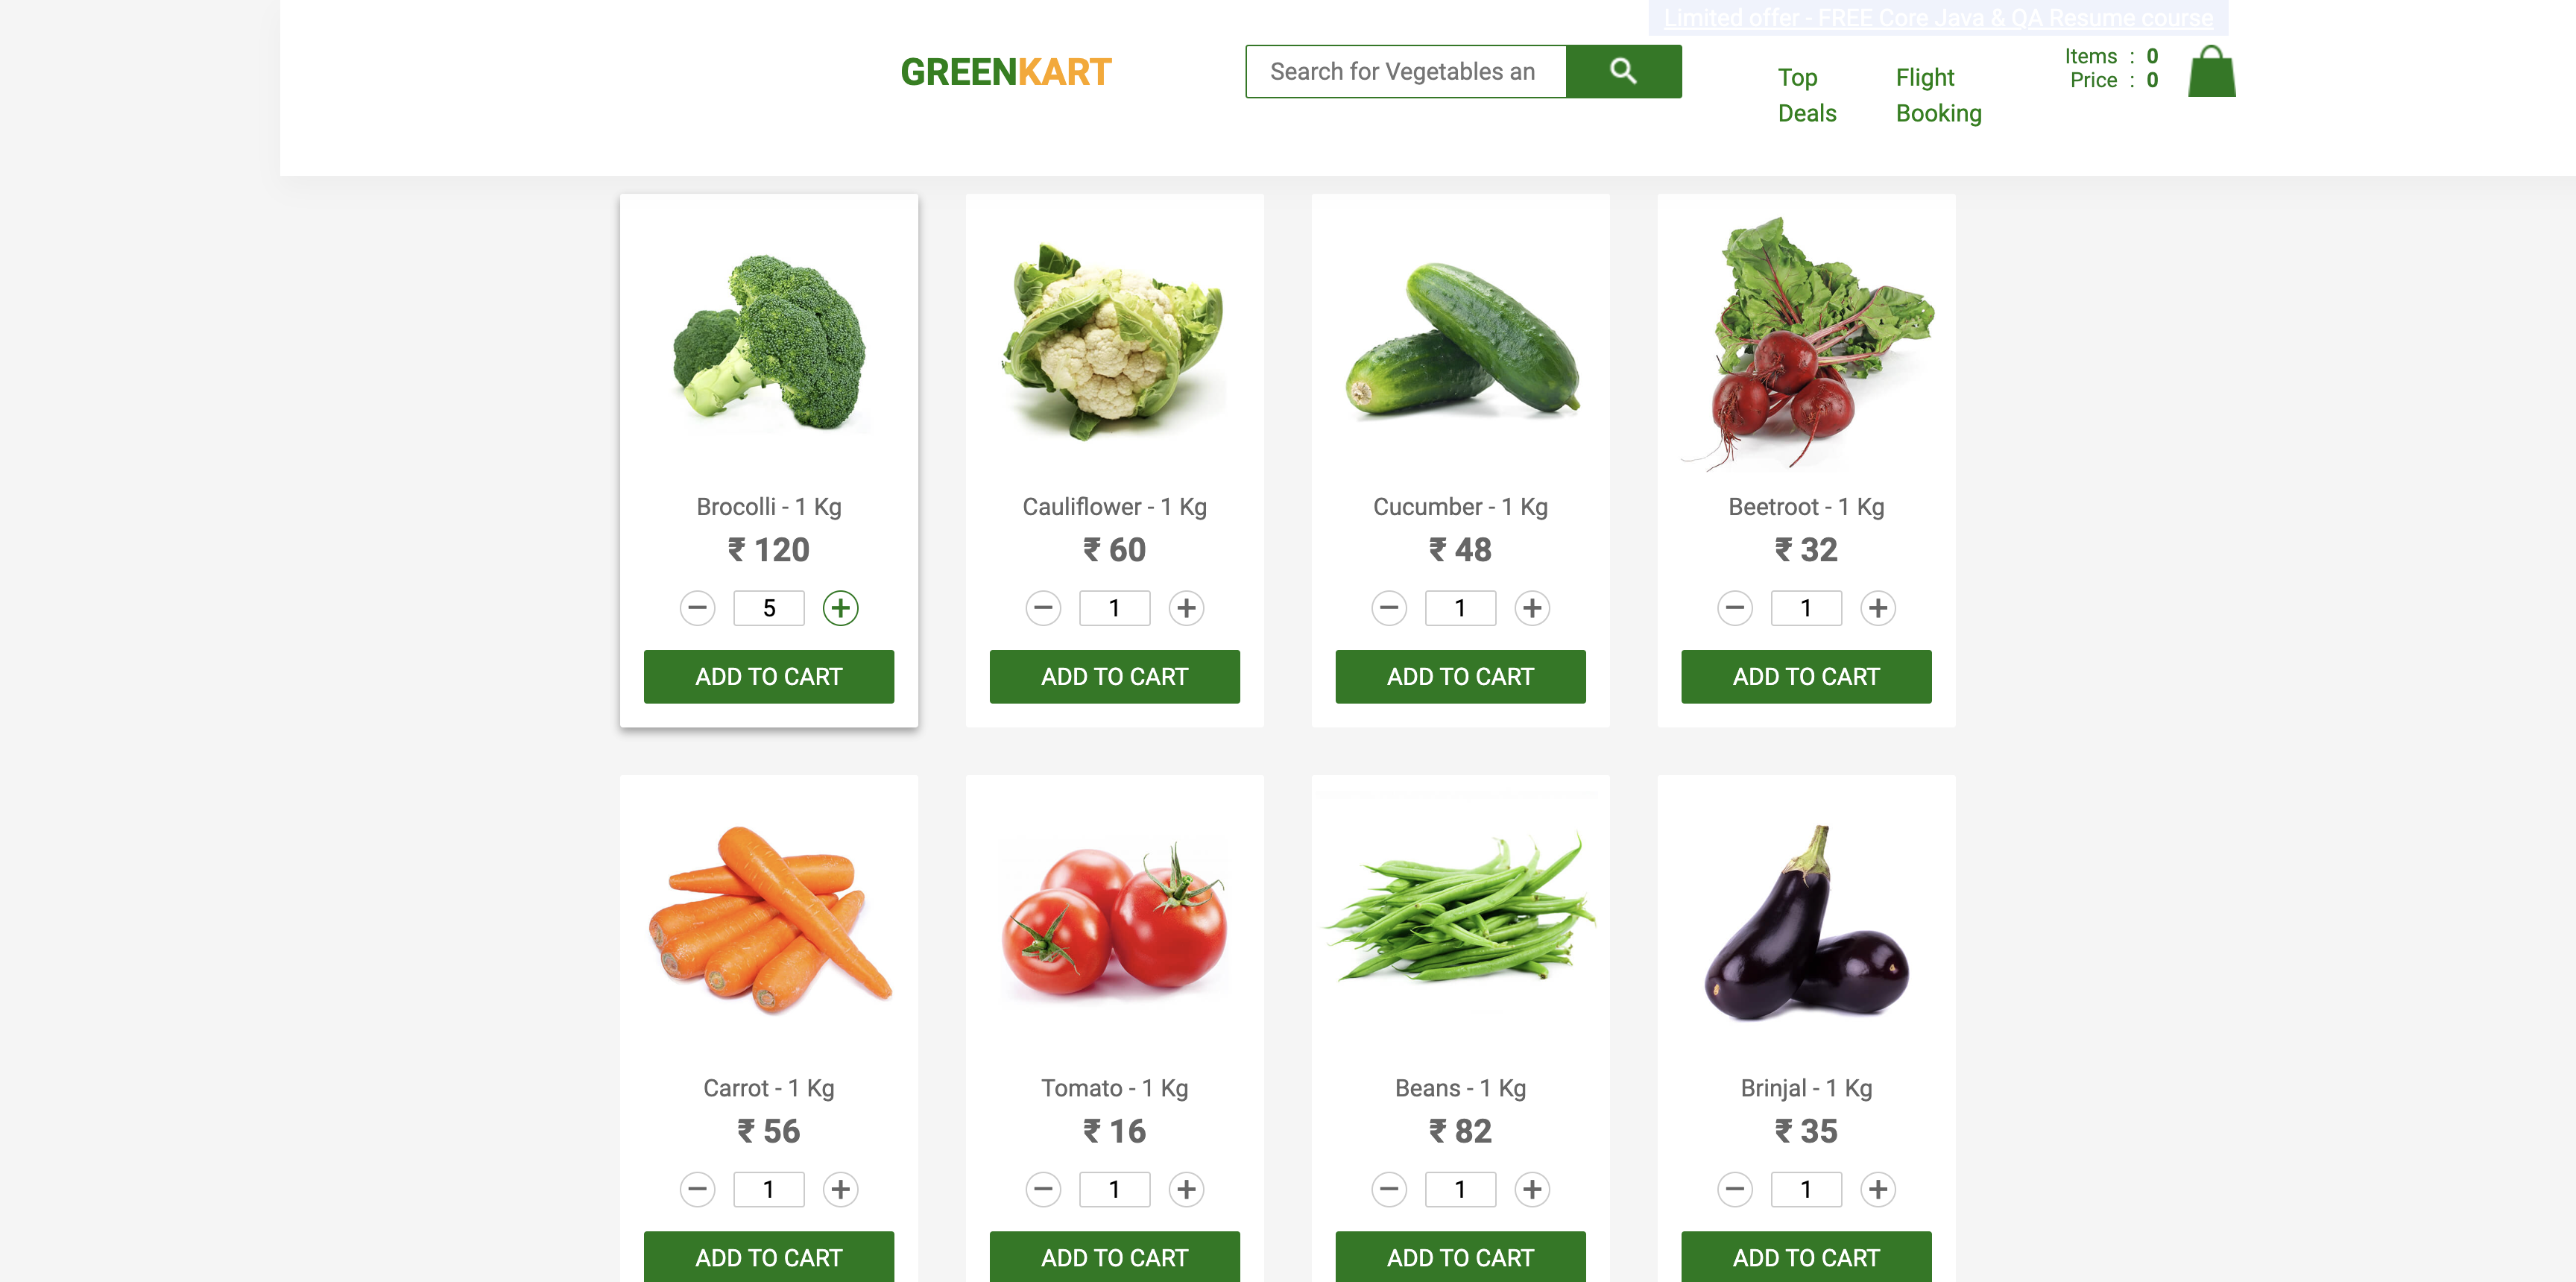 Limited offer - FREE Core Java & QA Resume course
GREENKART
Search for Vegetables an
Top Deals
Flight Booking
Items : 0
Price : 0
Brocolli - 1 Kg
₹ 120
− 5 +
ADD TO CART
Cauliflower - 1 Kg
₹ 60
− 1 +
ADD TO CART
Cucumber - 1 Kg
₹ 48
− 1 +
ADD TO CART
Beetroot - 1 Kg
₹ 32
− 1 +
ADD TO CART
Carrot - 1 Kg
₹ 56
− 1 +
ADD TO CART
Tomato - 1 Kg
₹ 16
− 1 +
ADD TO CART
Beans - 1 Kg
₹ 82
− 1 +
ADD TO CART
Brinjal - 1 Kg
₹ 35
− 1 +
ADD TO CART